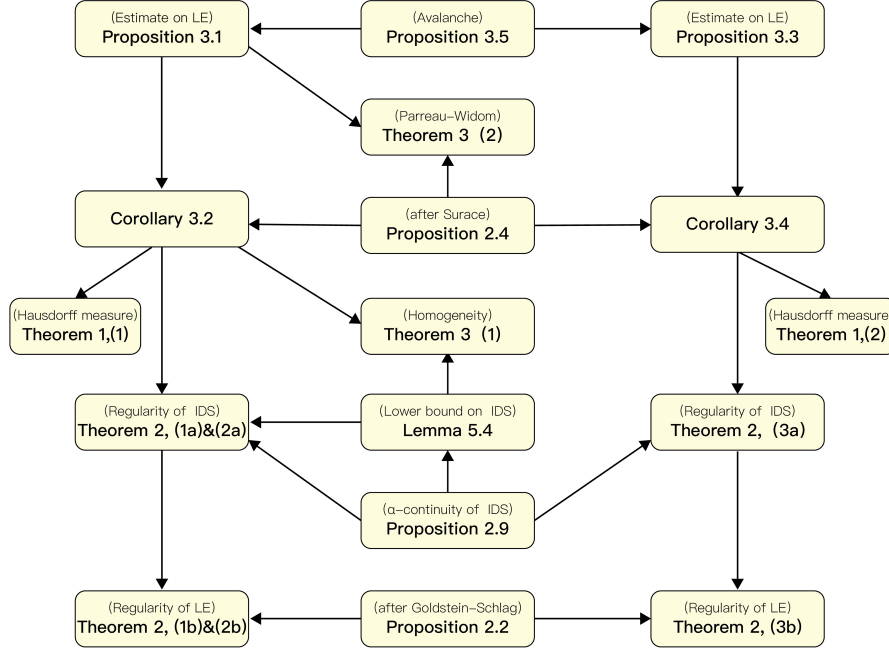 (Estimate on LE)
Proposition 3.1
(Avalanche)
Proposition 3.5
(Estimate on LE)
Proposition 3.3
(Parreau–Widom)
Theorem 3 (2)
Corollary 3.2
(after Surace)
Proposition 2.4
Corollary 3.4
(Hausdorff measure)
Theorem 1,(1)
(Homogeneity)
Theorem 3 (1)
(Hausdorff measure
Theorem 1,(2)
(Regularity of IDS)
Theorem 2, (1a)&(2a)
(Lower bound on IDS)
Lemma 5.4
(Regularity of IDS)
Theorem 2, (3a)
(α–continuity of IDS)
Proposition 2.9
(Regularity of LE)
Theorem 2, (1b)&(2b)
(after Goldstein–Schlag)
Proposition 2.2
(Regularity of LE)
Theorem 2, (3b)